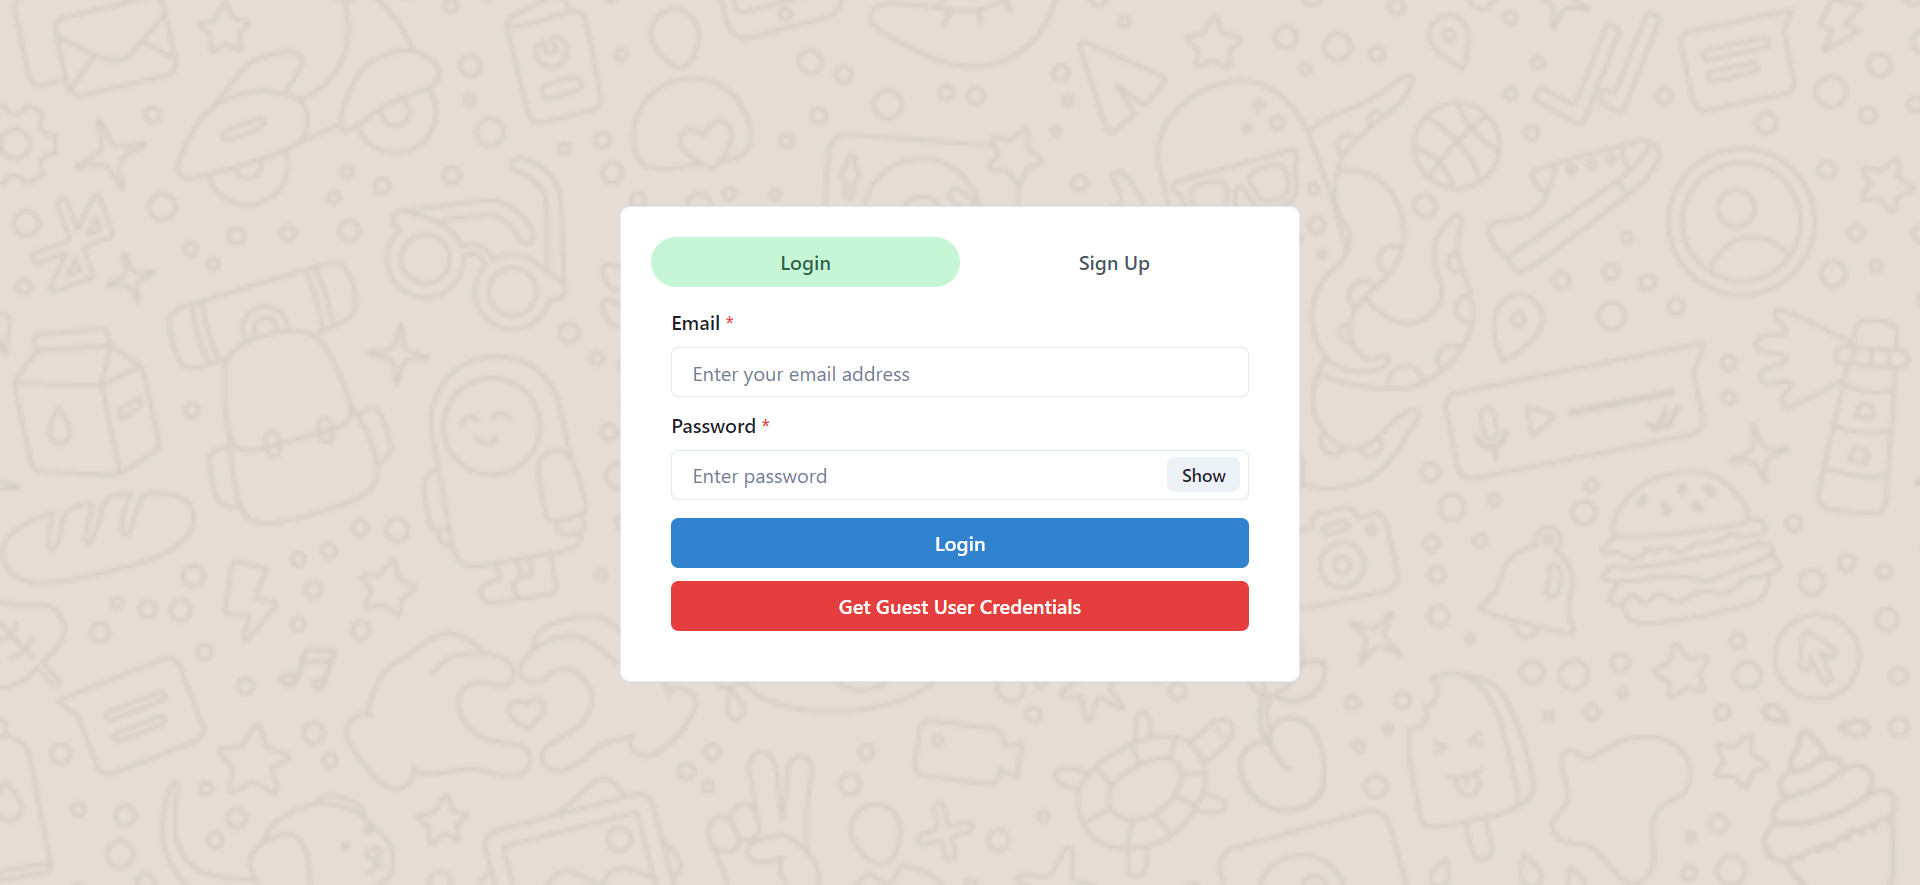 Login
Sign Up
Email *
Enter your email address
Password *
Enter password
Show
Login
Get Guest User Credentials